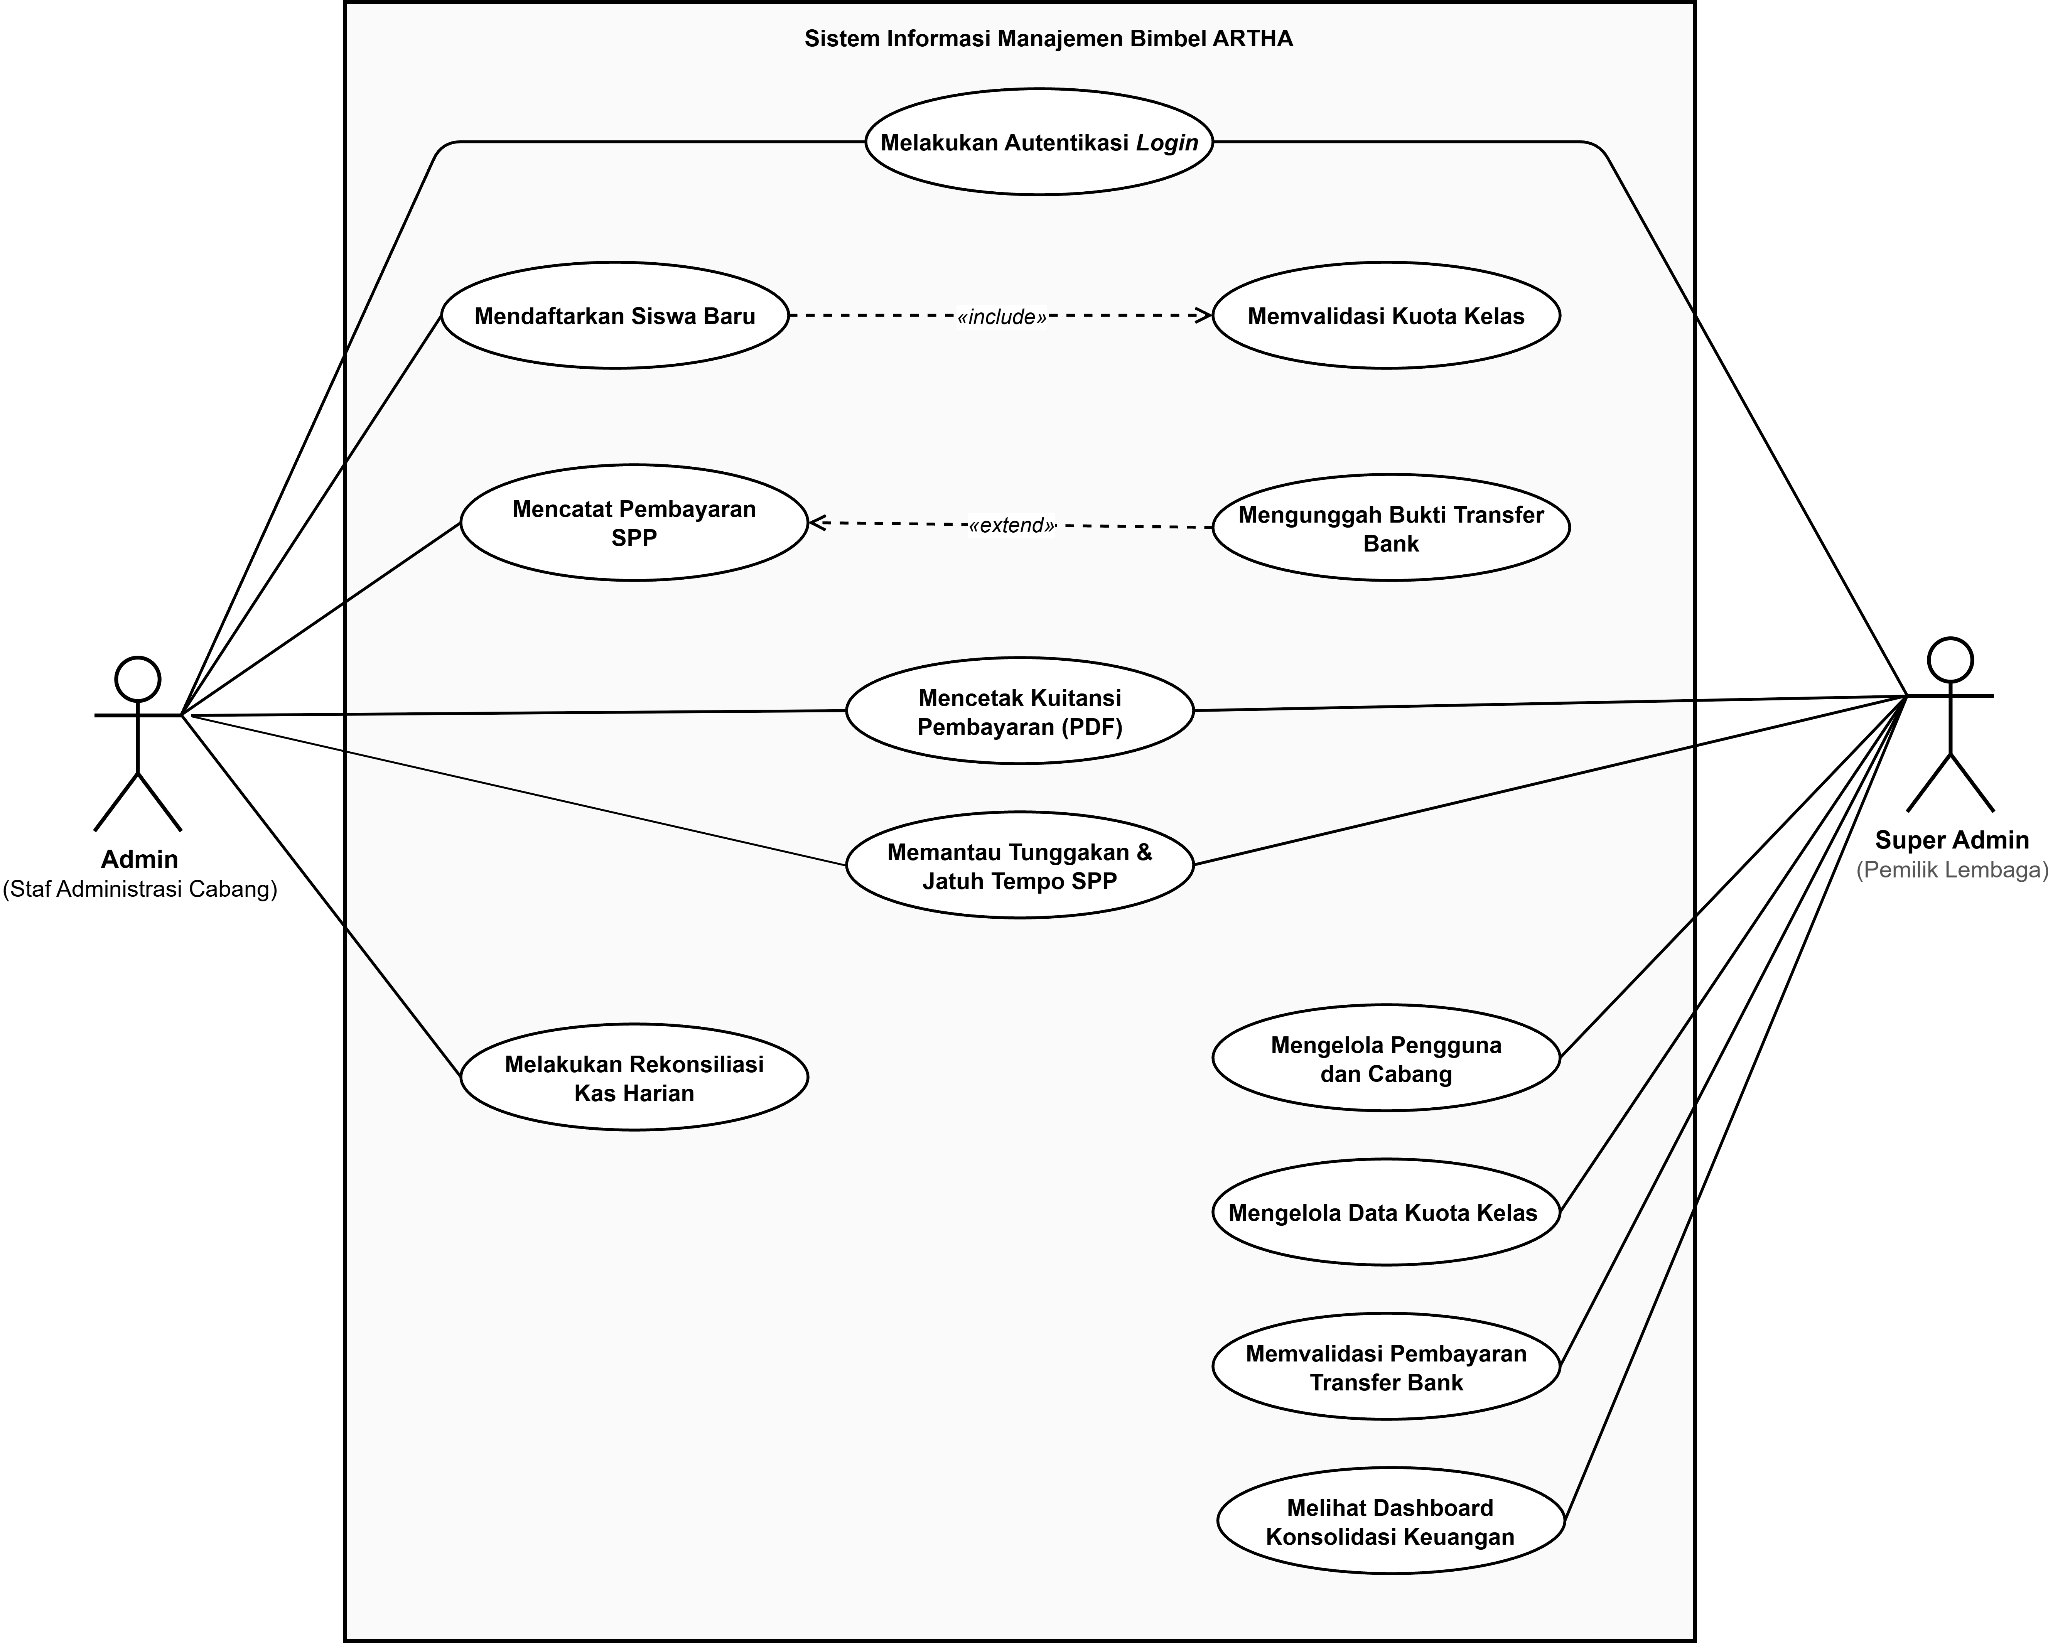 Sistem Informasi Manajemen Bimbel ARTHA
Melakukan Autentikasi Login
Mendaftarkan Siswa Baru
«include»
Memvalidasi Kuota Kelas
Mencatat Pembayaran
SPP
«extend»
Mengunggah Bukti Transfer
Bank
Mencetak Kuitansi
Pembayaran (PDF)
Memantau Tunggakan &
Jatuh Tempo SPP
Admin
(Staf Administrasi Cabang)
Super Admin
(Pemilik Lembaga)
Melakukan Rekonsiliasi
Kas Harian
Mengelola Pengguna
dan Cabang
Mengelola Data Kuota Kelas
Memvalidasi Pembayaran
Transfer Bank
Melihat Dashboard
Konsolidasi Keuangan